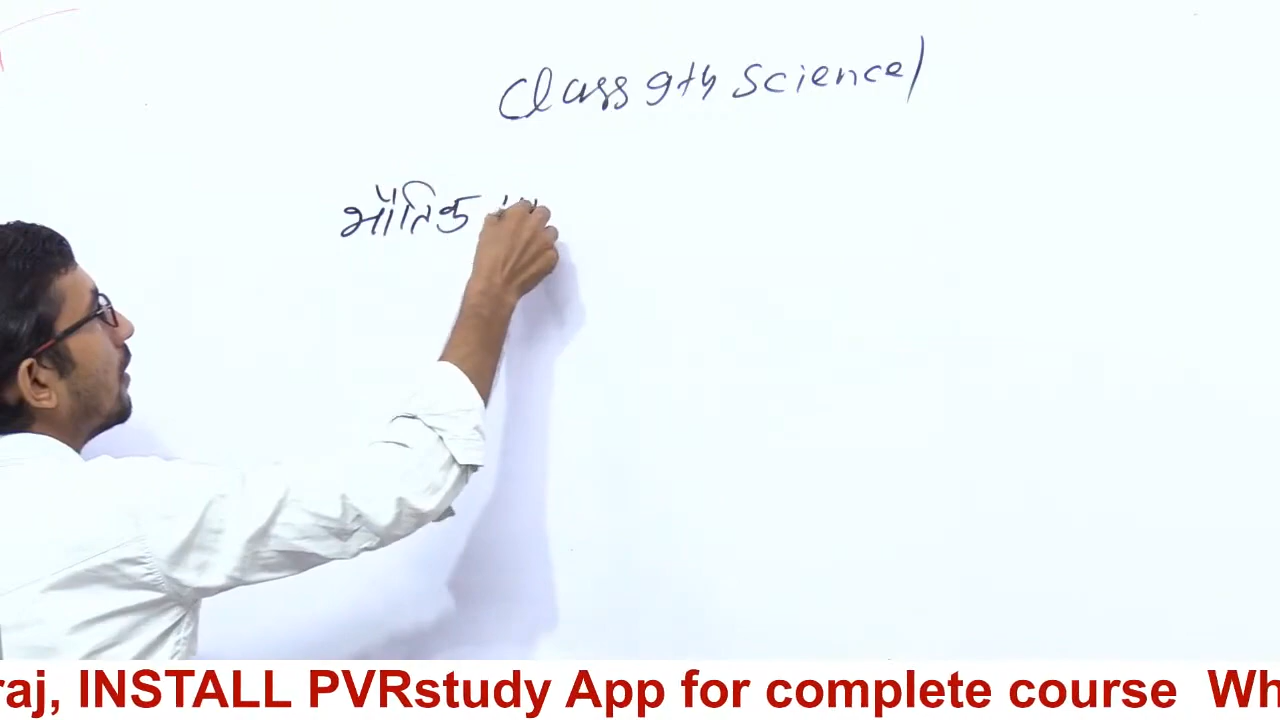 Class 9th Science
भौतिक
raj, INSTALL PVRstudy App for complete course Wh